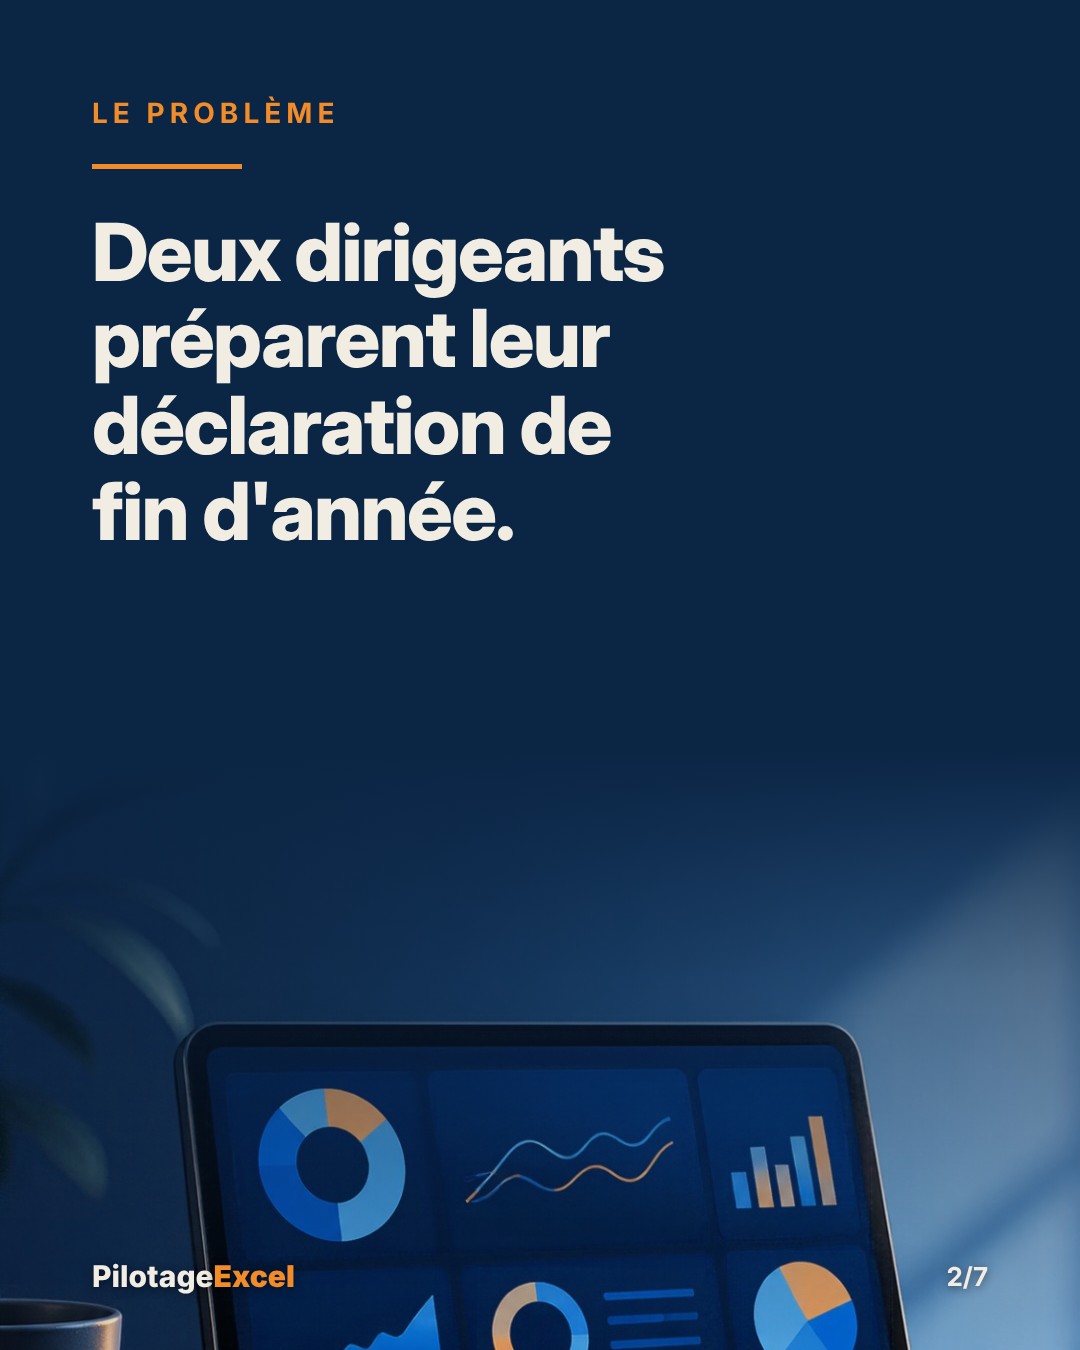 LE PROBLÈME
Deux dirigeants
préparent leur
déclaration de
fin d'année.
PilotageExcel
2/7